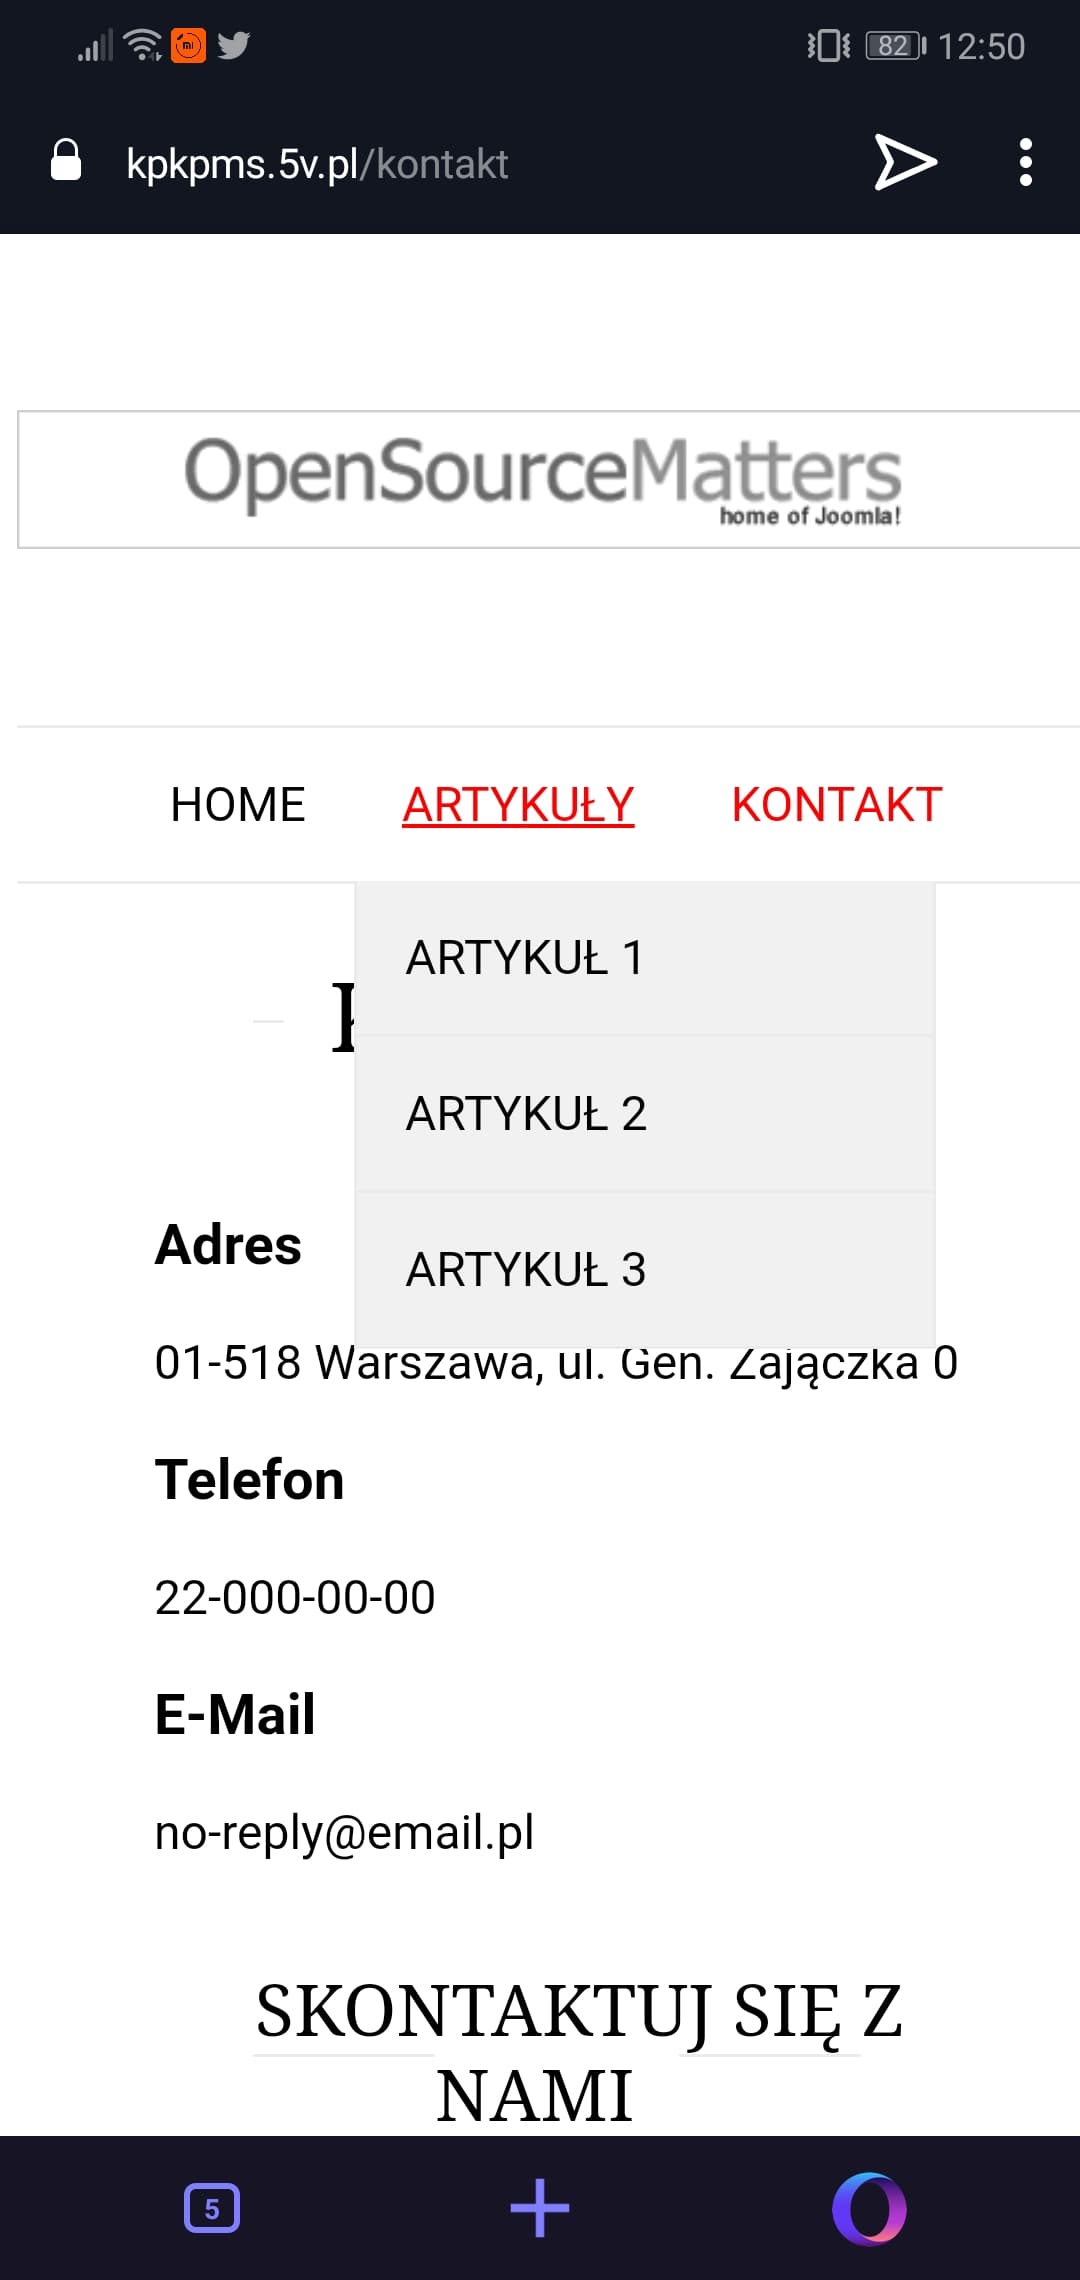 82 12:50
kpkpms.5v.pl/kontakt
OpenSourceMatters
home of Joomla!
HOME ARTYKUŁY KONTAKT
ARTYKUŁ 1
ARTYKUŁ 2
ARTYKUŁ 3
Adres
01-518 Warszawa, ul. Gen. Zajączka 0
Telefon
22-000-00-00
E-Mail
no-reply@email.pl
SKONTAKTUJ SIĘ Z
NAMI
5